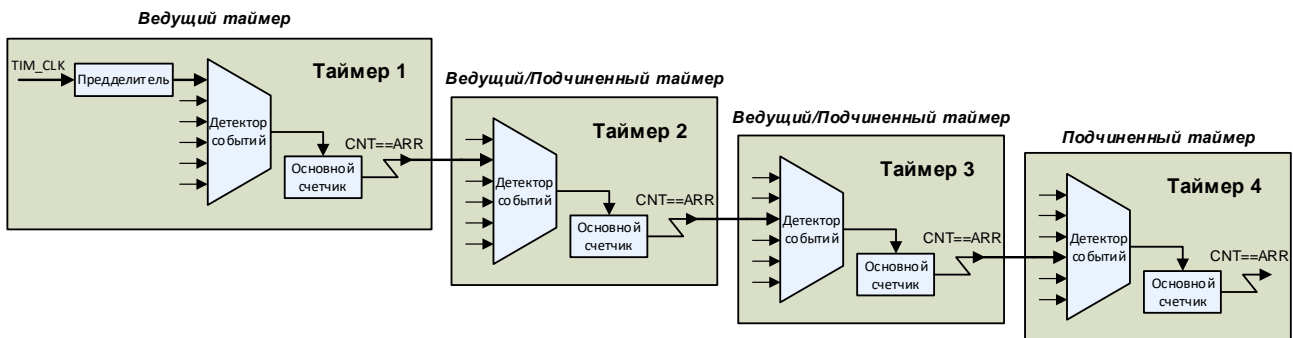 Ведущий таймер
TIM_CLK
Предделитель
Таймер 1
Детектор
событий
CNT==ARR
Основной
счетчик
Ведущий/Подчиненный таймер
Таймер 2
Детектор
событий
CNT==ARR
Основной
счетчик
Ведущий/Подчиненный таймер
Таймер 3
Детектор
событий
CNT==ARR
Основной
счетчик
Подчиненный таймер
Таймер 4
Детектор
событий
CNT==ARR
Основной
счетчик